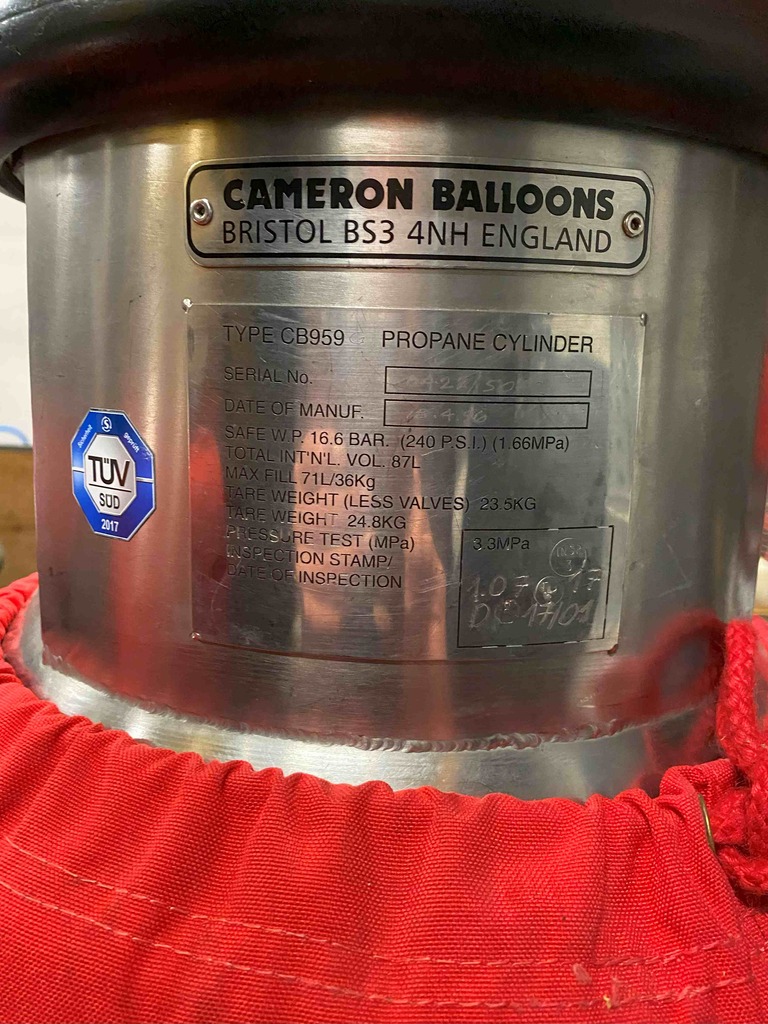 CAMERON BALLOONS
BRISTOL BS3 4NH ENGLAND
TYPE CB959 PROPANE CYLINDER
SERIAL No.
DATE OF MANUF.
SAFE W.P. 16.6 BAR. (240 P.S.I.) (1.66MPa)
TOTAL INT'N'L. VOL. 87L
MAX FILL 71L/36Kg
TARE WEIGHT (LESS VALVES) 23.5KG
TARE WEIGHT 24.8KG
PRESSURE TEST (MPa) 3.3MPa
INSPECTION STAMP/
DATE OF INSPECTION
Sicherheit geprüft
TÜV
SÜD
2017